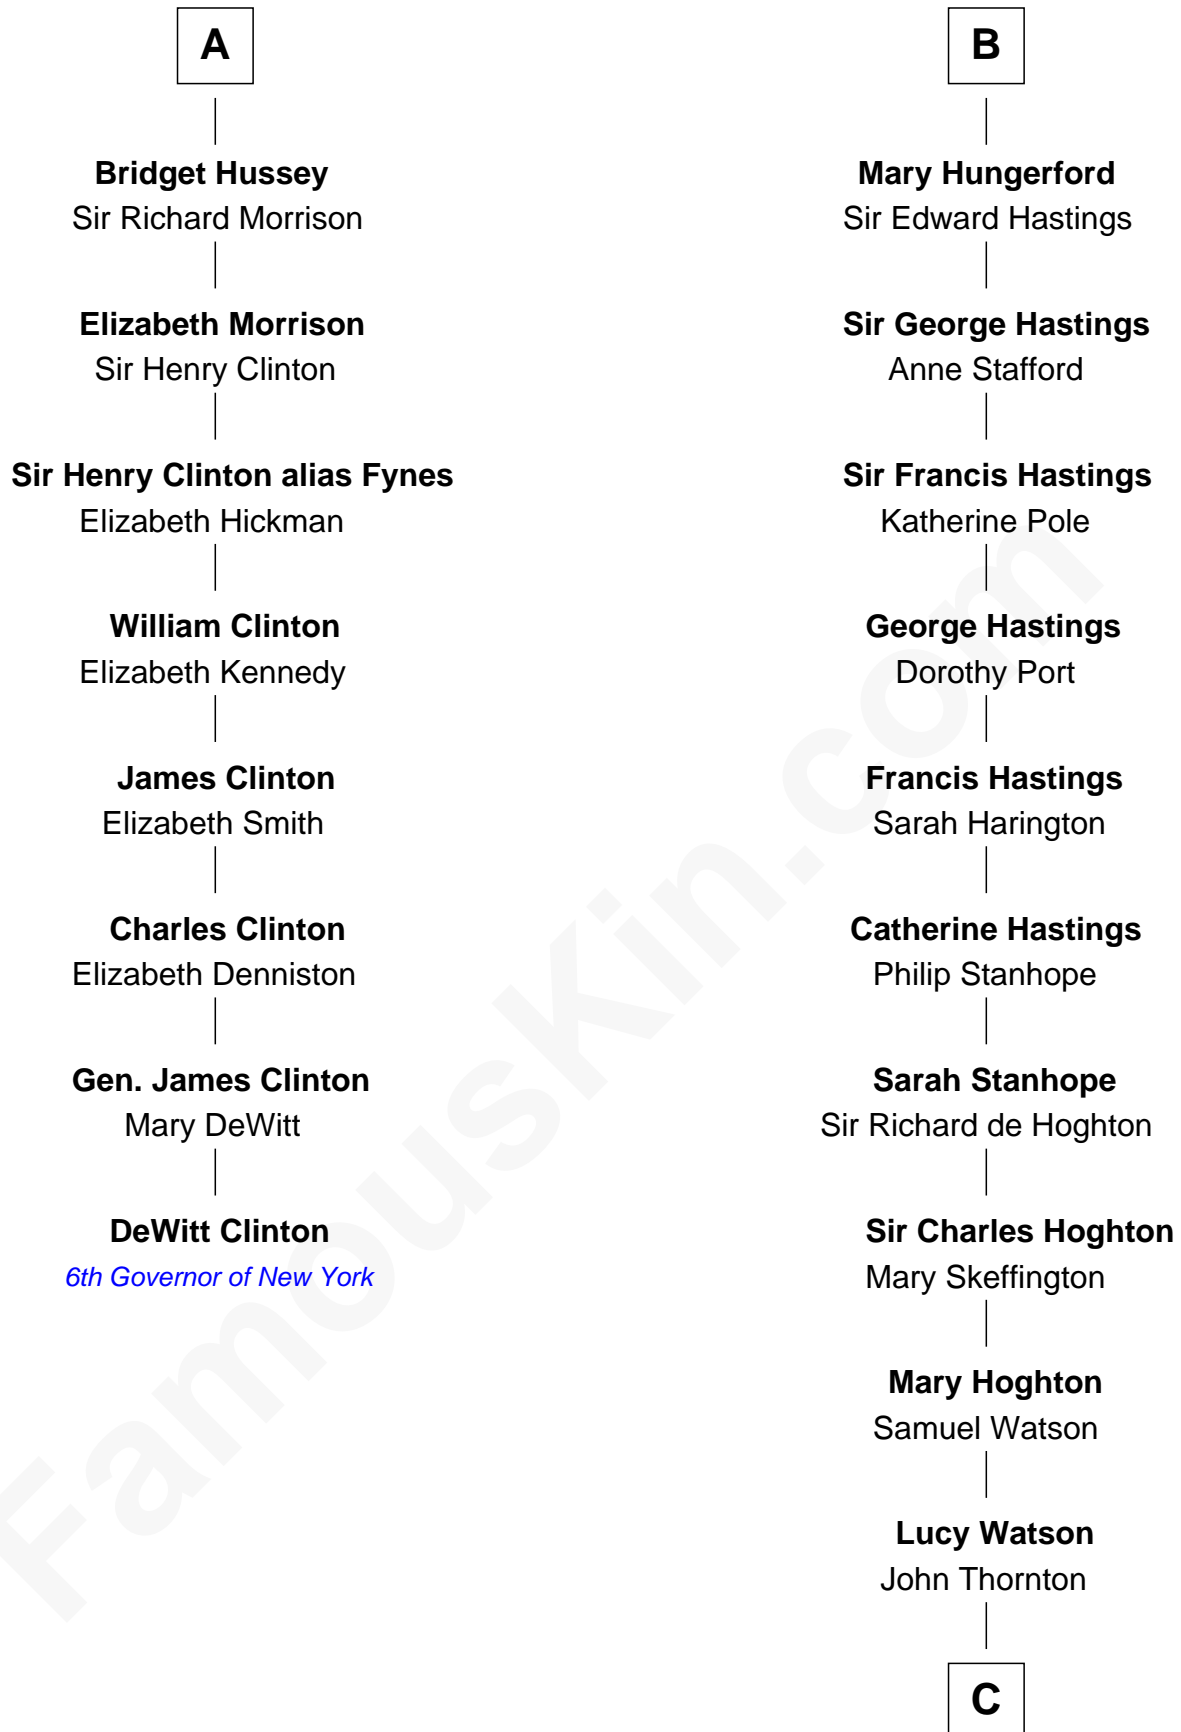 A
Bridget Hussey
Sir Richard Morrison
Elizabeth Morrison
Sir Henry Clinton
Sir Henry Clinton alias Fynes
Elizabeth Hickman
William Clinton
Elizabeth Kennedy
James Clinton
Elizabeth Smith
Charles Clinton
Elizabeth Denniston
Gen. James Clinton
Mary DeWitt
DeWitt Clinton
6th Governor of New York
B
Mary Hungerford
Sir Edward Hastings
Sir George Hastings
Anne Stafford
Sir Francis Hastings
Katherine Pole
George Hastings
Dorothy Port
Francis Hastings
Sarah Harington
Catherine Hastings
Philip Stanhope
Sarah Stanhope
Sir Richard de Hoghton
Sir Charles Hoghton
Mary Skeffington
Mary Hoghton
Samuel Watson
Lucy Watson
John Thornton
C
FamousKin.com